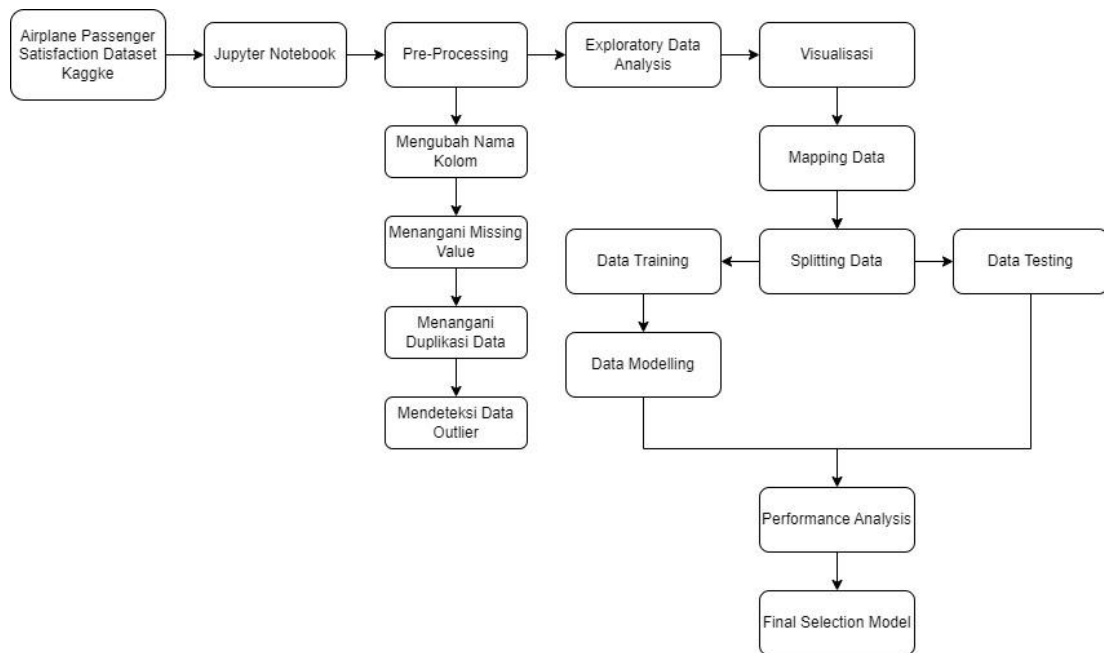 Airplane Passenger
Satisfaction Dataset
Kaggke
Jupyter Notebook
Pre-Processing
Exploratory Data
Analysis
Visualisasi
Mengubah Nama
Kolom
Mapping Data
Menangani Missing
Value
Data Training
Splitting Data
Data Testing
Menangani
Duplikasi Data
Data Modelling
Mendeteksi Data
Outlier
Performance Analysis
Final Selection Model